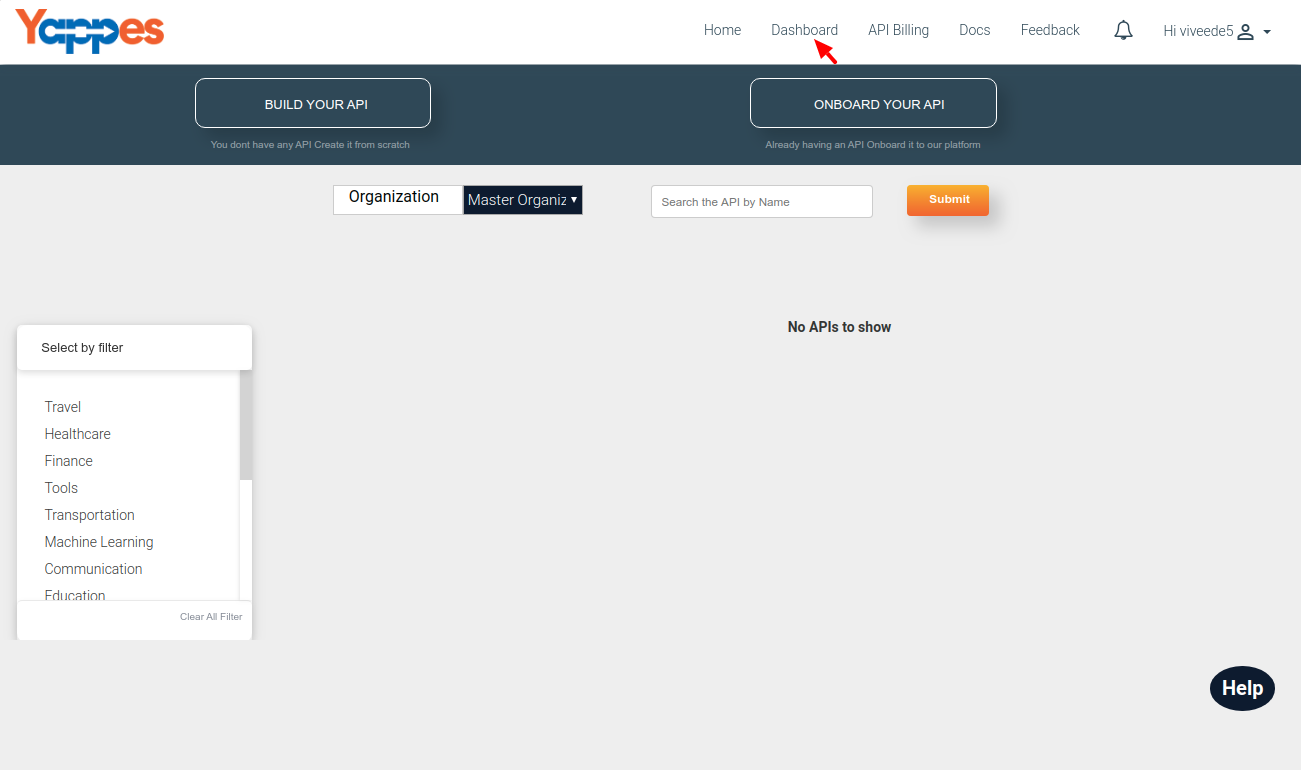 Yappes
Home Dashboard API Billing Docs Feedback Hi viveede5
BUILD YOUR API
ONBOARD YOUR API
You dont have any API Create it from scratch
Already having an API Onboard it to our platform
Organization Master Organiz
Search the API by Name
Submit
No APIs to show
Select by filter
Travel
Healthcare
Finance
Tools
Transportation
Machine Learning
Communication
Education
Clear All Filter
Help